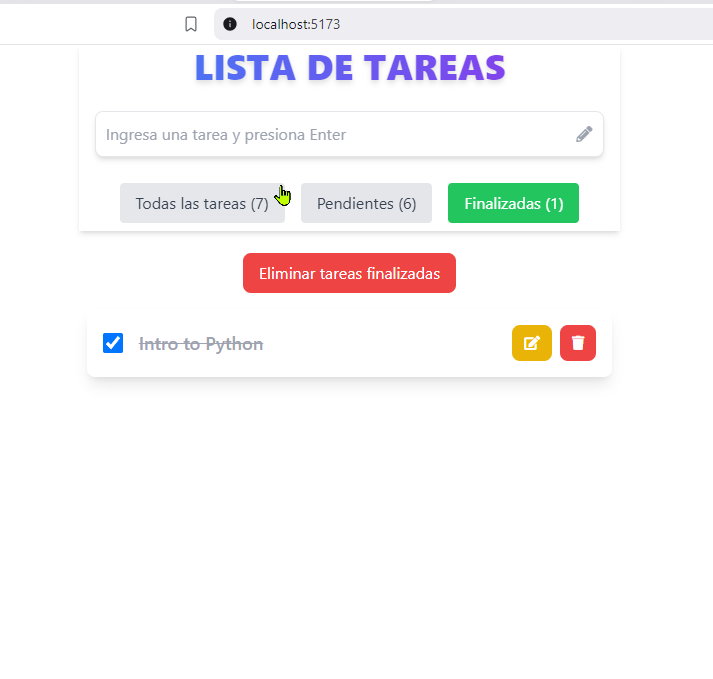 localhost:5173
LISTA DE TAREAS
Ingresa una tarea y presiona Enter
Todas las tareas (7) Pendientes (6) Finalizadas (1)
Eliminar tareas finalizadas
Intro to Python